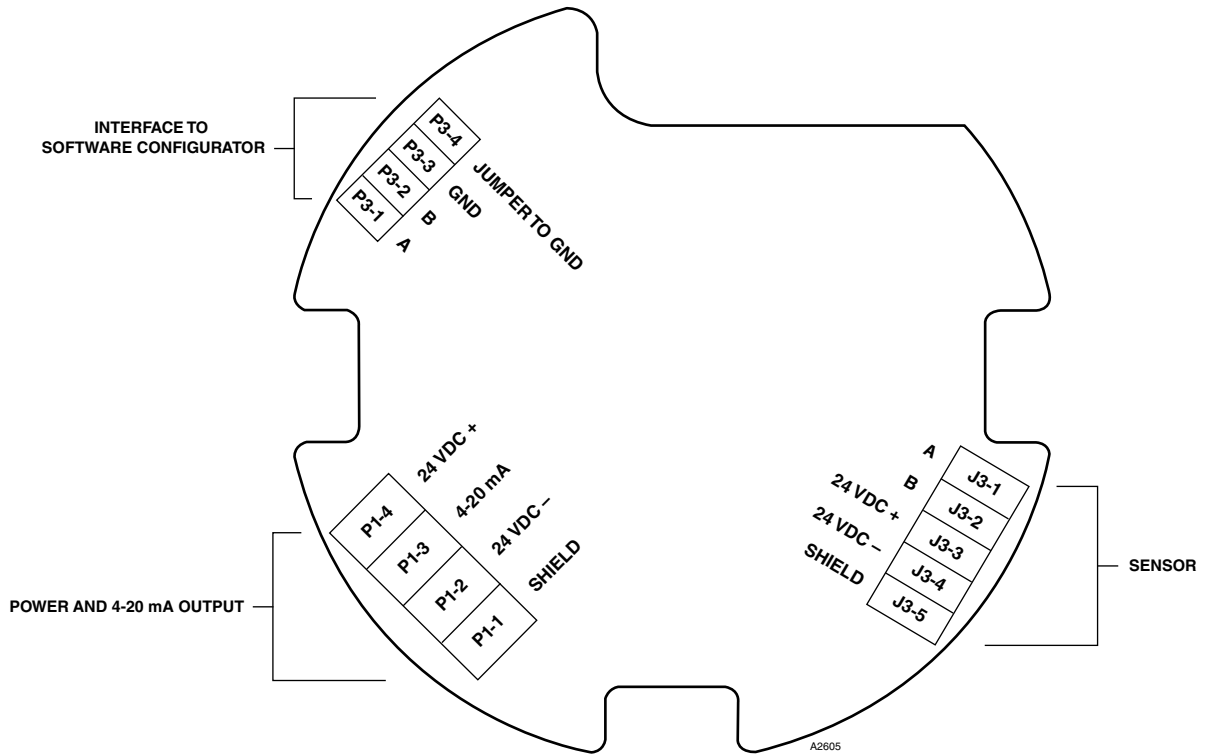 INTERFACE TO
SOFTWARE CONFIGURATOR
P3-4
P3-3
P3-2
P3-1
JUMPER TO GND
GND
B
A
24 VDC +
4-20 mA
24 VDC –
SHIELD
P1-4
P1-3
P1-2
P1-1
POWER AND 4-20 mA OUTPUT
A
B
24 VDC +
24 VDC –
SHIELD
J3-1
J3-2
J3-3
J3-4
J3-5
SENSOR
A2605